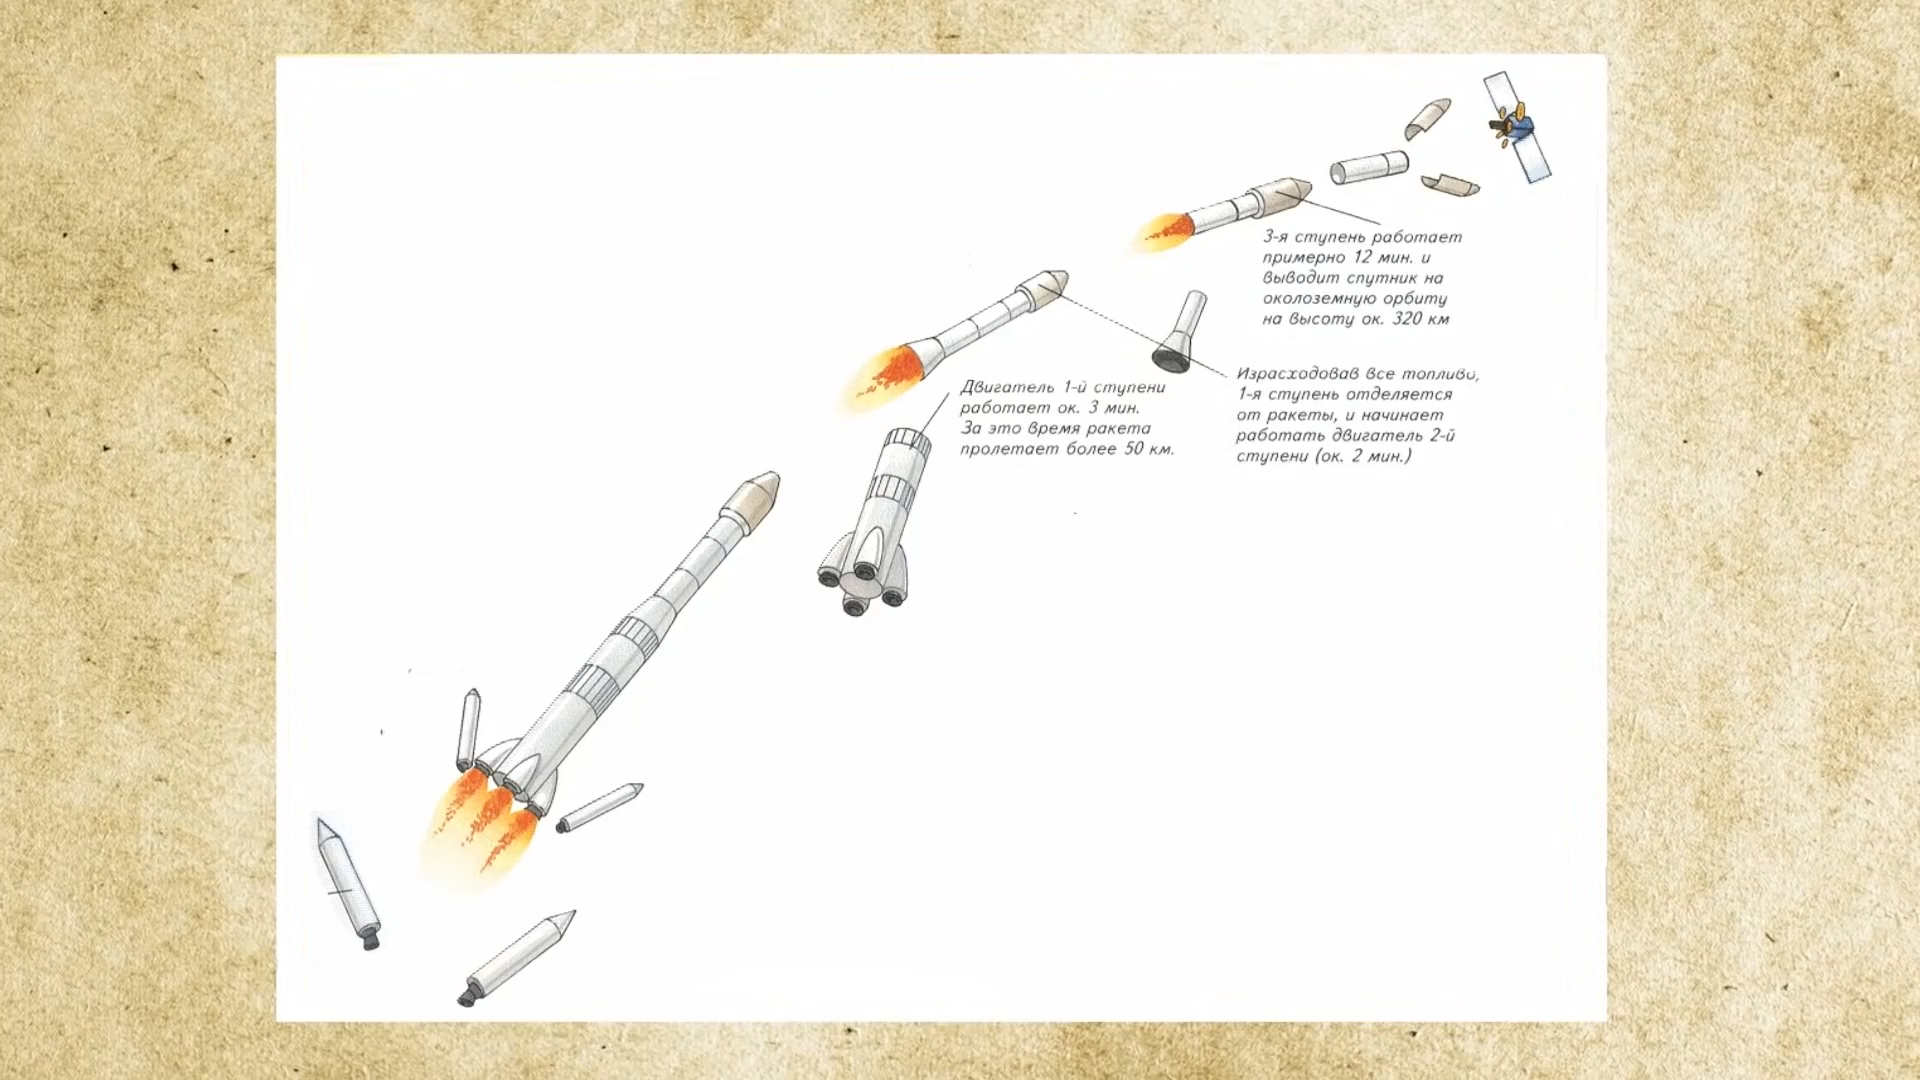 3-я ступень работает
примерно 12 мин. и
выводит спутник на
околоземную орбиту
на высоту ок. 320 км
Двигатель 1-й ступени
работает ок. 3 мин.
За это время ракета
пролетает более 50 км.
Израсходовав все топливо,
1-я ступень отделяется
от ракеты, и начинает
работать двигатель 2-й
ступени (ок. 2 мин.)